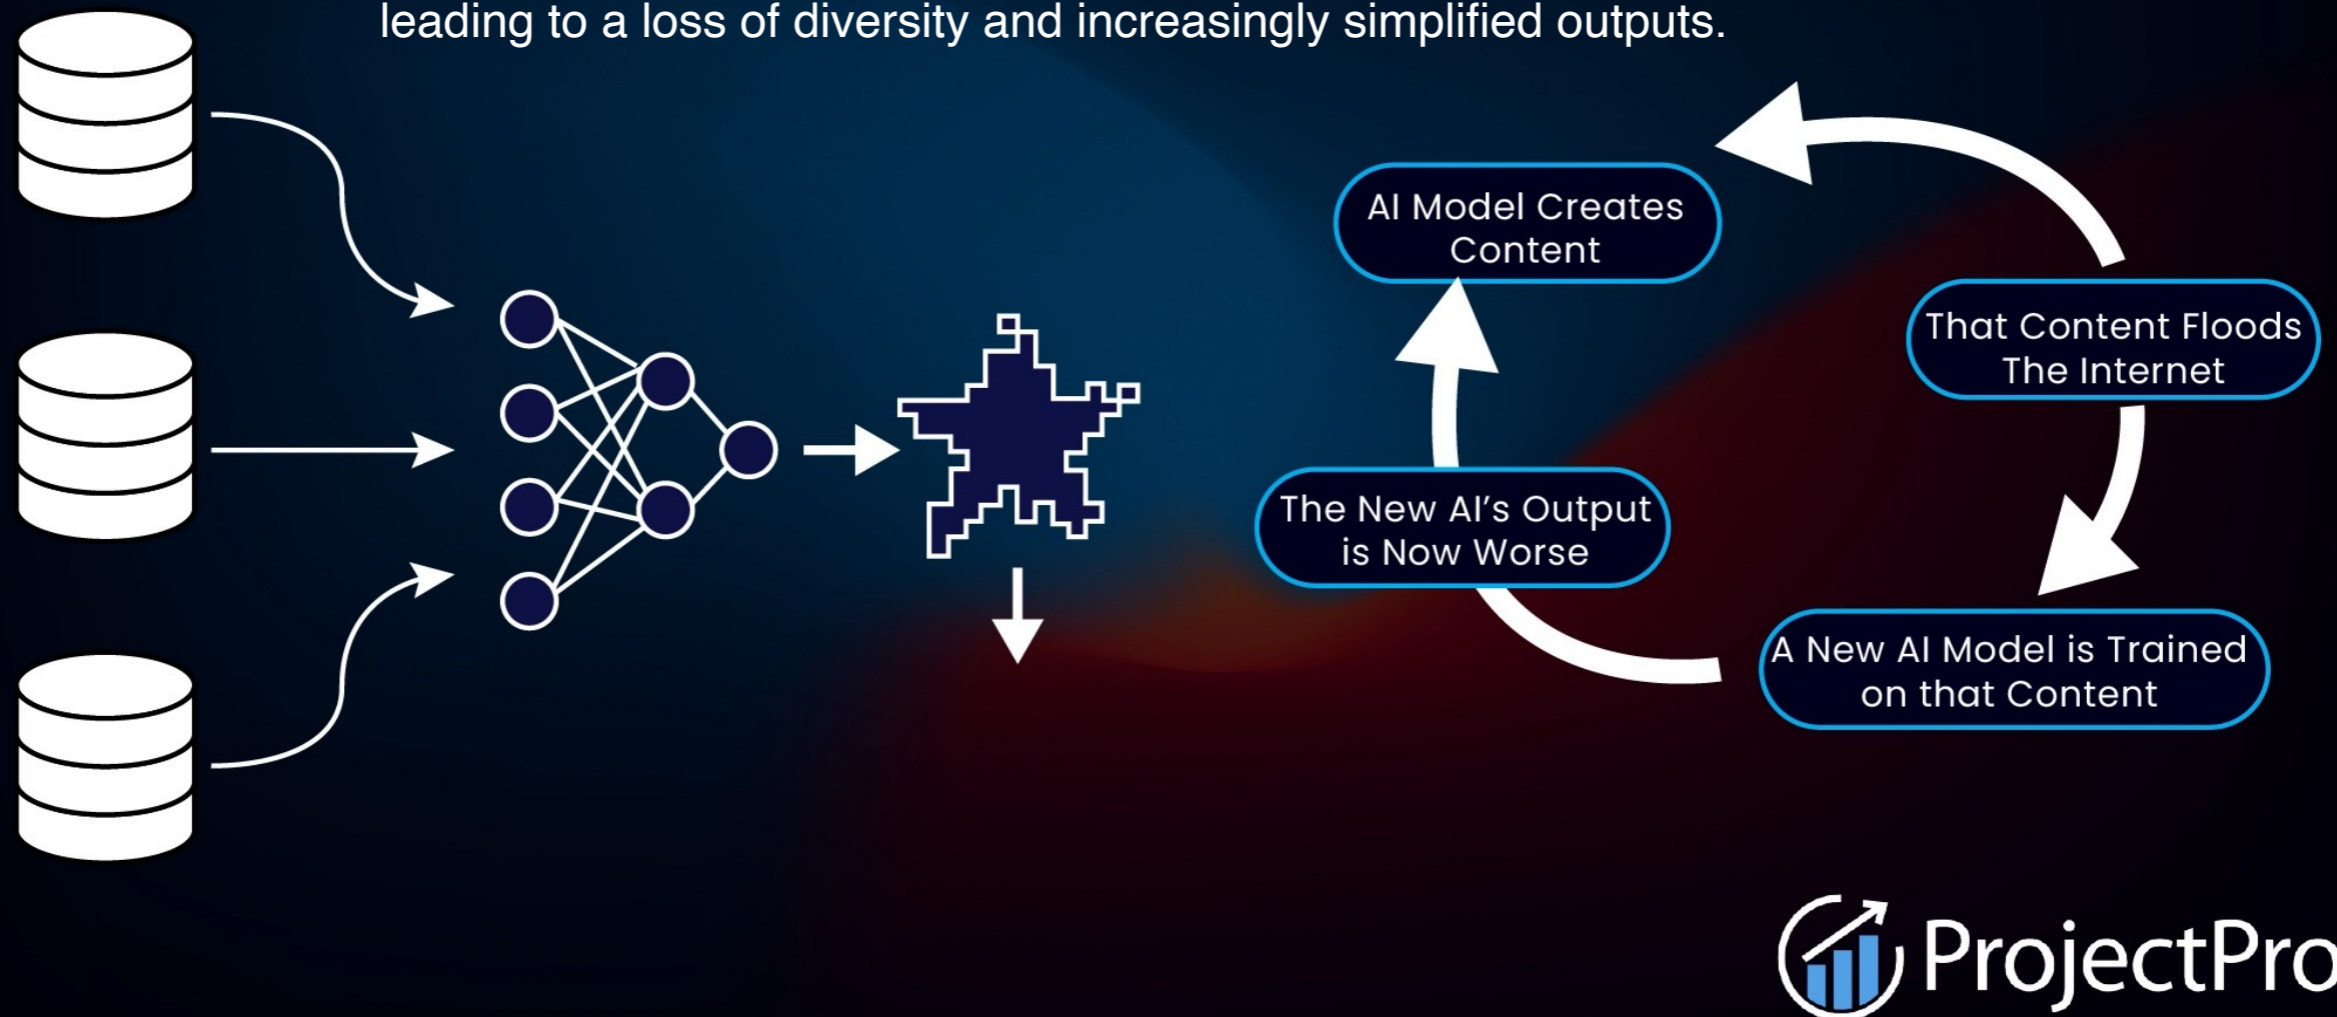 leading to a loss of diversity and increasingly simplified outputs.
AI Model Creates
Content
That Content Floods
The Internet
The New AI’s Output
is Now Worse
A New AI Model is Trained
on that Content
ProjectPro